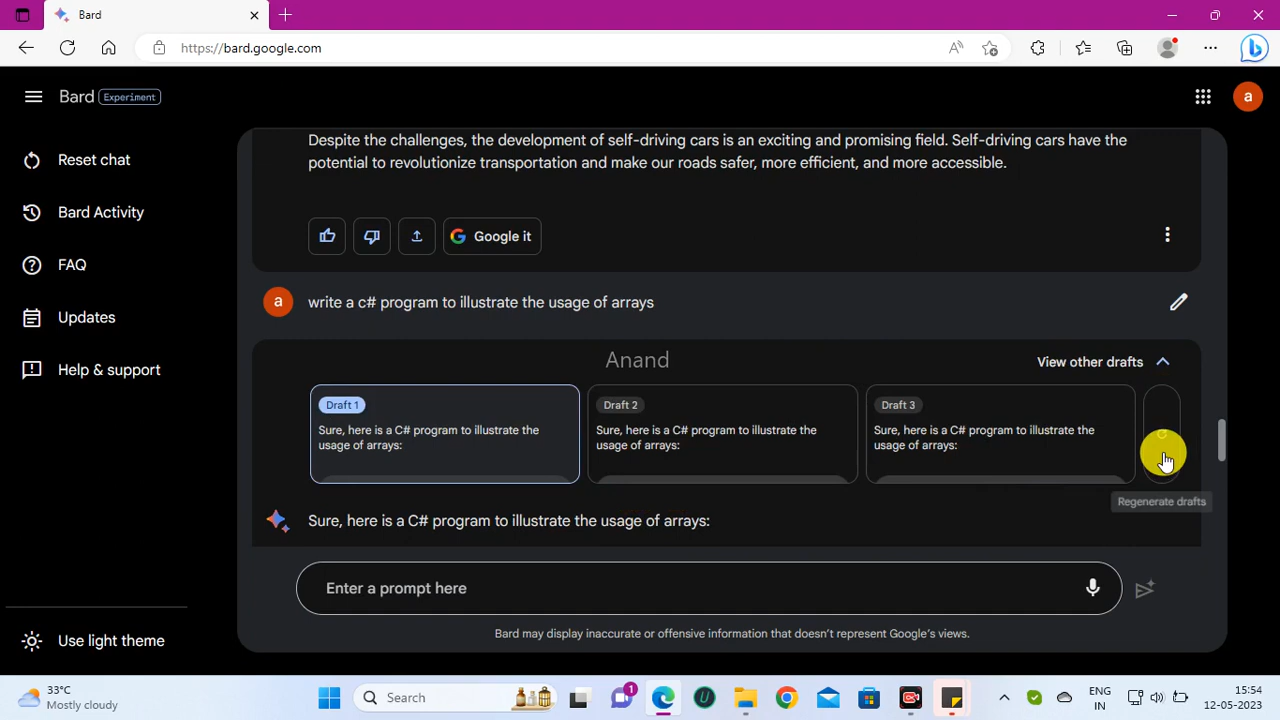 Bard
https://bard.google.com
Bard Experiment
a
Reset chat
Bard Activity
FAQ
Updates
Help & support
Use light theme
Despite the challenges, the development of self-driving cars is an exciting and promising field. Self-driving cars have the
potential to revolutionize transportation and make our roads safer, more efficient, and more accessible.
Google it
a write a c# program to illustrate the usage of arrays
Anand
View other drafts
Draft 1
Sure, here is a C# program to illustrate the
usage of arrays:
Draft 2
Sure, here is a C# program to illustrate the
usage of arrays:
Draft 3
Sure, here is a C# program to illustrate the
usage of arrays:
Regenerate drafts
Sure, here is a C# program to illustrate the usage of arrays:
Enter a prompt here
Bard may display inaccurate or offensive information that doesn't represent Google's views.
33°C
Mostly cloudy
Search
1
ENG
IN
15:54
12-05-2023